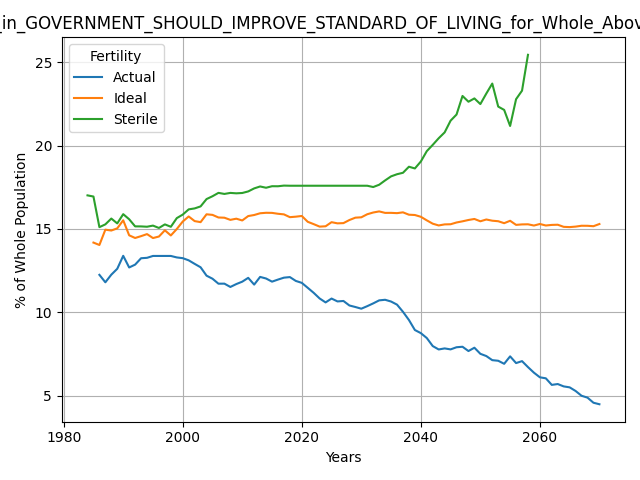 _in_GOVERNMENT_SHOULD_IMPROVE_STANDARD_OF_LIVING_for_Whole_Abov
Fertility
Actual
Ideal
Sterile
% of Whole Population
25
20
15
10
5
1980 2000 2020 2040 2060
Years